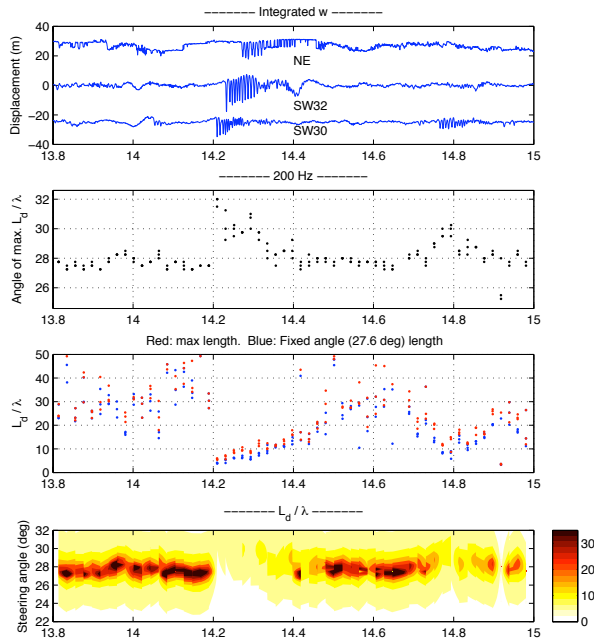 ------- Integrated w -------
Displacement (m)
40
20
0
−20
−40
NE
SW32
SW30
13.8 14 14.2 14.4 14.6 14.8 15
------- 200 Hz -------
Angle of max. L_d / λ
32
30
28
26
13.8 14 14.2 14.4 14.6 14.8 15
Red: max length. Blue: Fixed angle (27.6 deg) length
L_d / λ
50
40
30
20
10
0
13.8 14 14.2 14.4 14.6 14.8 15
------- L_d / λ -------
Steering angle (deg)
32
30
28
26
24
22
13.8 14 14.2 14.4 14.6 14.8 15
30
20
10
0